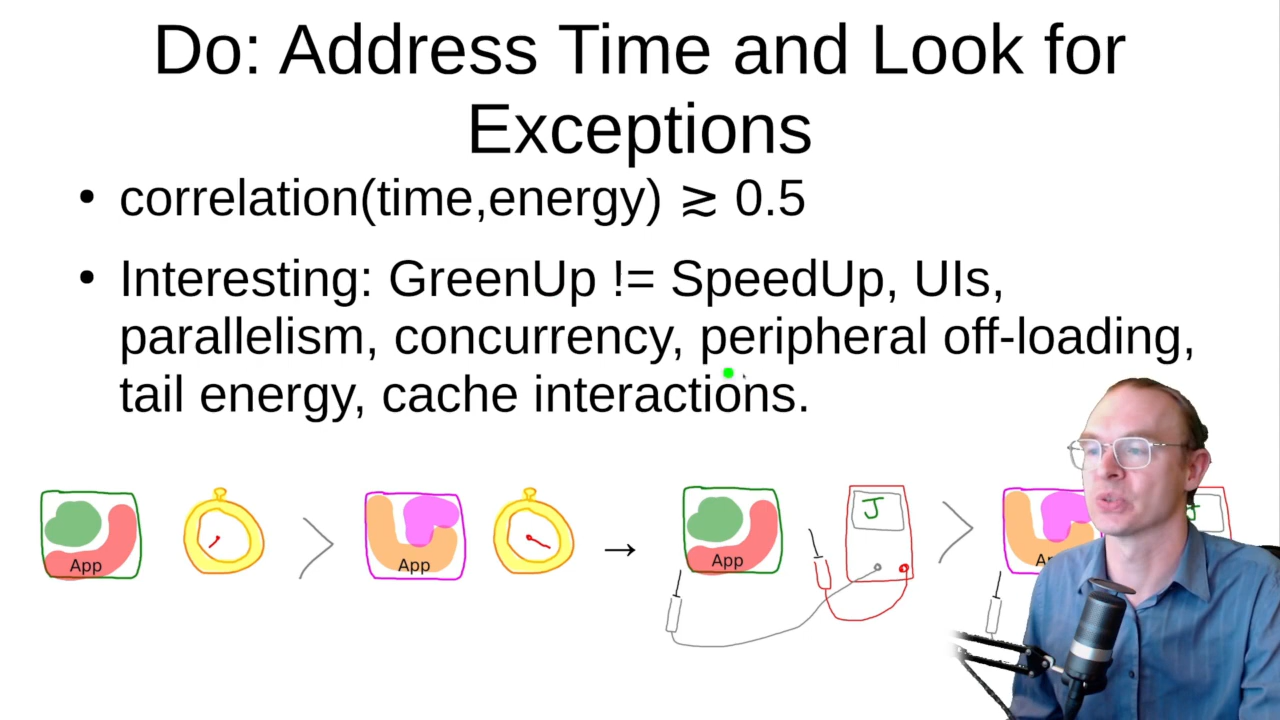 Do: Address Time and Look for
Exceptions
• correlation(time,energy) ≳ 0.5
• Interesting: GreenUp != SpeedUp, UIs,
parallelism, concurrency, peripheral off-loading,
tail energy, cache interactions.
App > App → App J > J